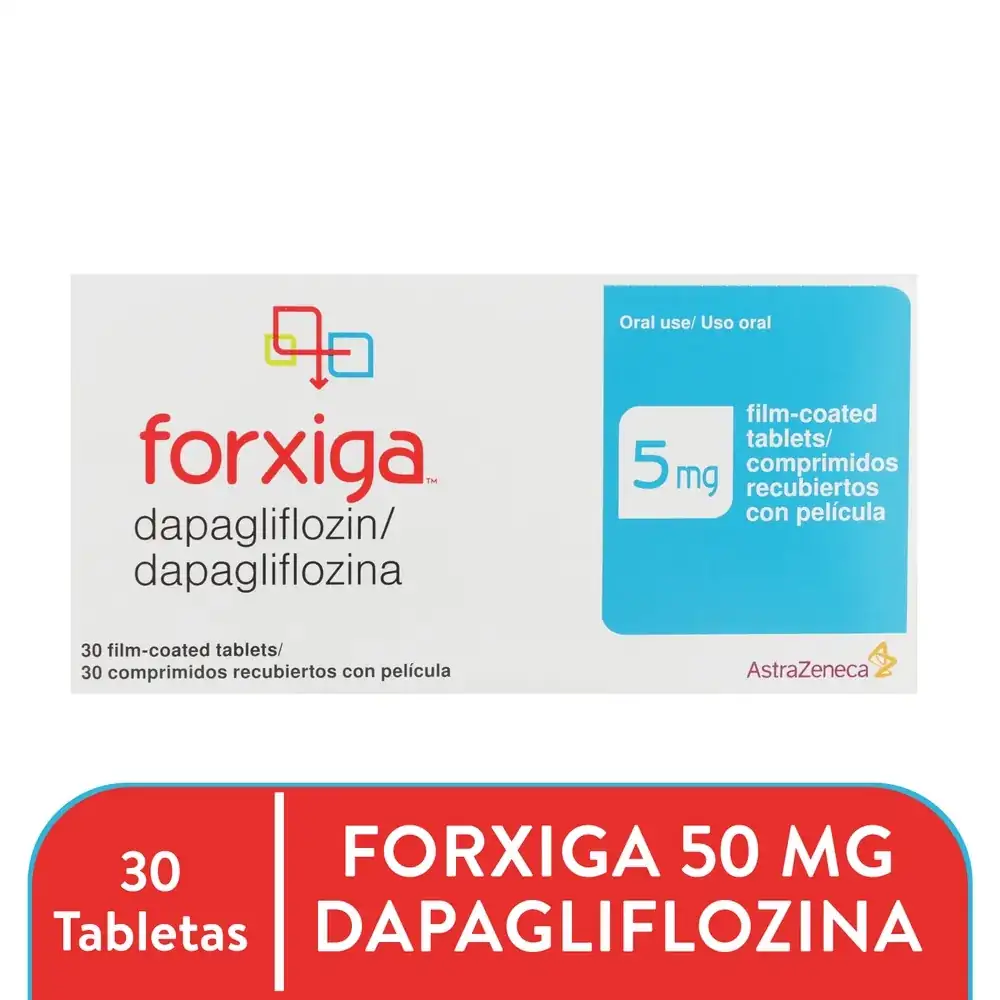 forxiga™
dapagliflozin/
dapagliflozina
30 film-coated tablets/
30 comprimidos recubiertos con película
Oral use/ Uso oral
5 mg
film-coated
tablets/
comprimidos
recubiertos
con película
AstraZeneca
30
Tabletas
FORXIGA 50 MG
DAPAGLIFLOZINA